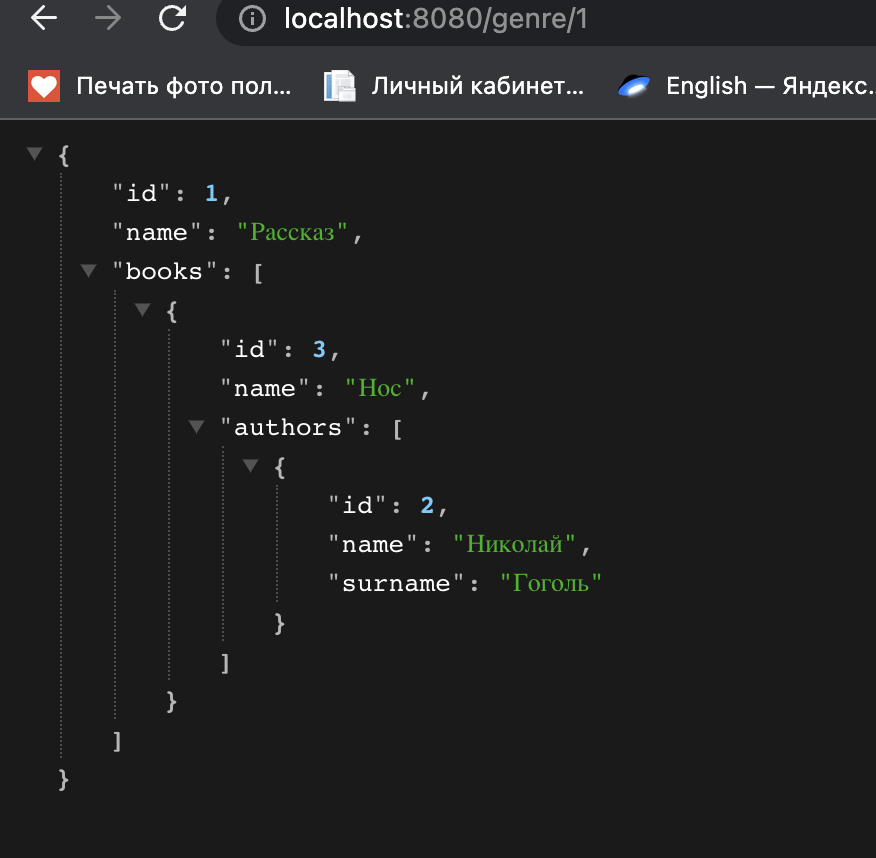 localhost:8080/genre/1
Печать фото пол... Личный кабинет... English — Яндекс.
{
"id": 1,
"name": "Рассказ",
"books": [
{
"id": 3,
"name": "Нос",
"authors": [
{
"id": 2,
"name": "Николай",
"surname": "Гоголь"
}
]
}
]
}